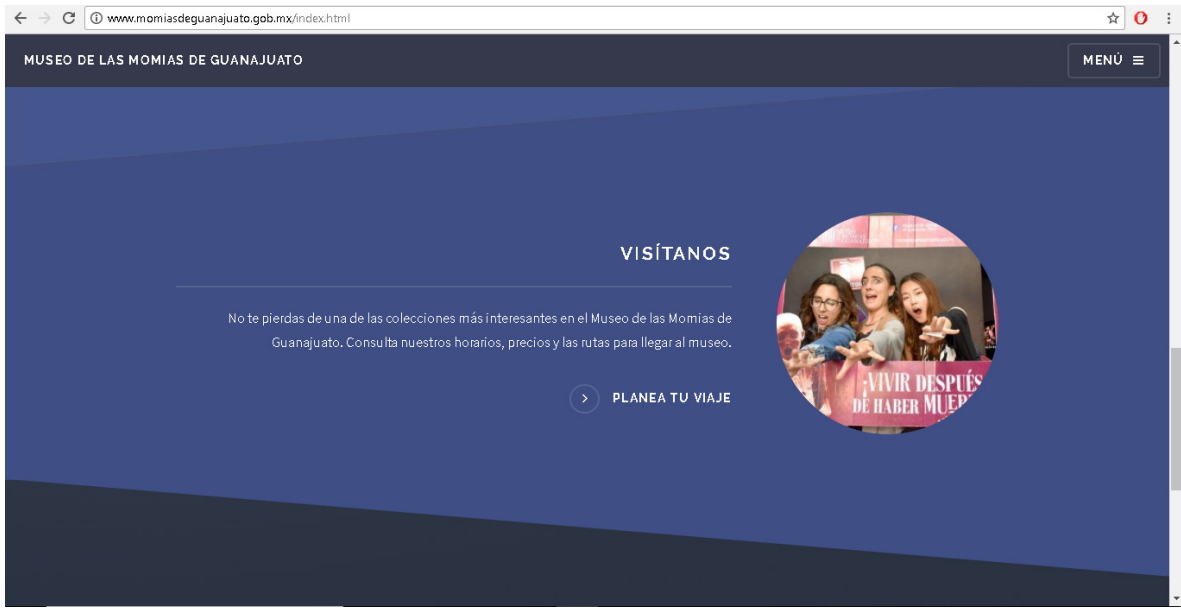 www.momiasdeguanajuato.gob.mx/index.html
MUSEO DE LAS MOMIAS DE GUANAJUATO
MENÚ
VISÍTANOS
No te pierdas de una de las colecciones más interesantes en el Museo de las Momias de
Guanajuato. Consulta nuestros horarios, precios y las rutas para llegar al museo.
PLANEA TU VIAJE
¡VIVIR DESPUÉS
DE HABER